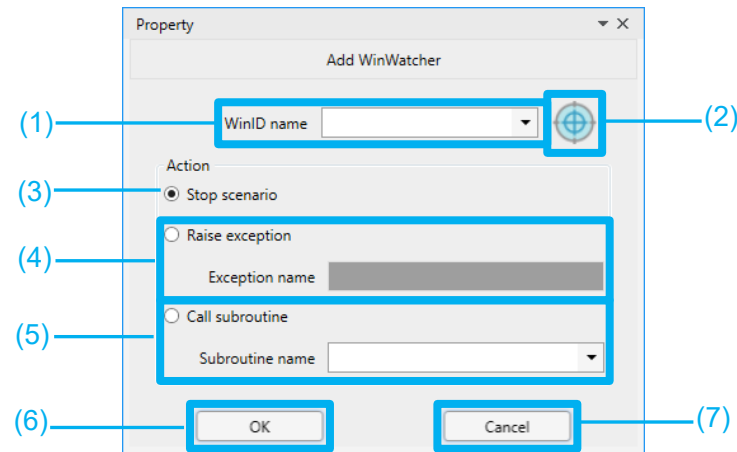 Property
Add WinWatcher
(1) WinID name (2)
Action
(3) Stop scenario
Raise exception
(4)
Exception name
Call subroutine
(5)
Subroutine name
(6) OK Cancel (7)